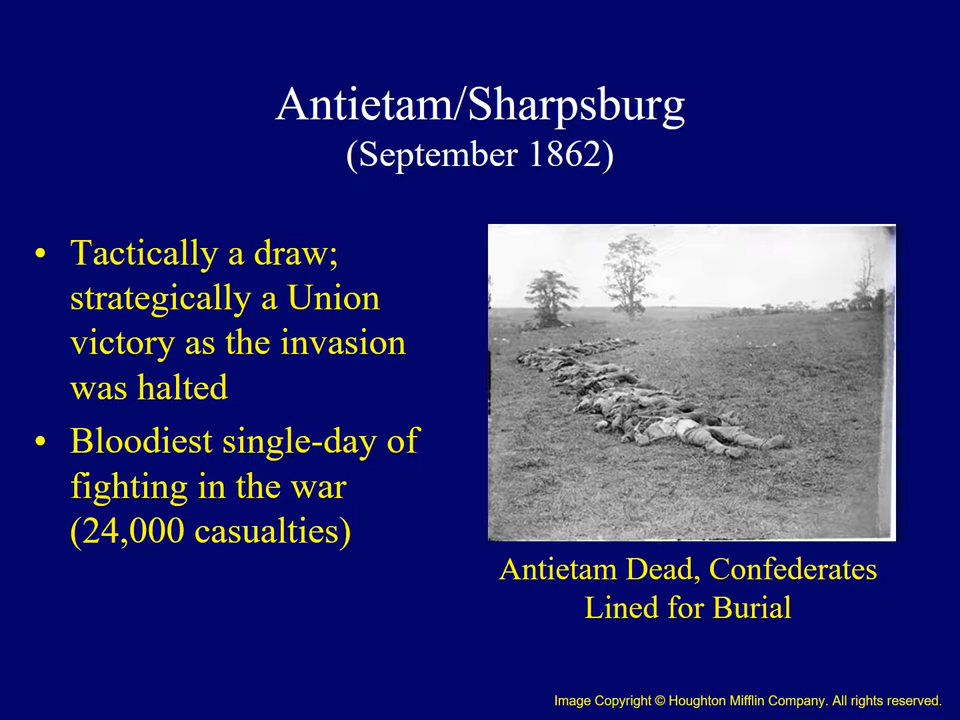 Antietam/Sharpsburg
(September 1862)
• Tactically a draw;
strategically a Union
victory as the invasion
was halted
• Bloodiest single-day of
fighting in the war
(24,000 casualties)
Antietam Dead, Confederates
Lined for Burial
Image Copyright © Houghton Mifflin Company. All rights reserved.